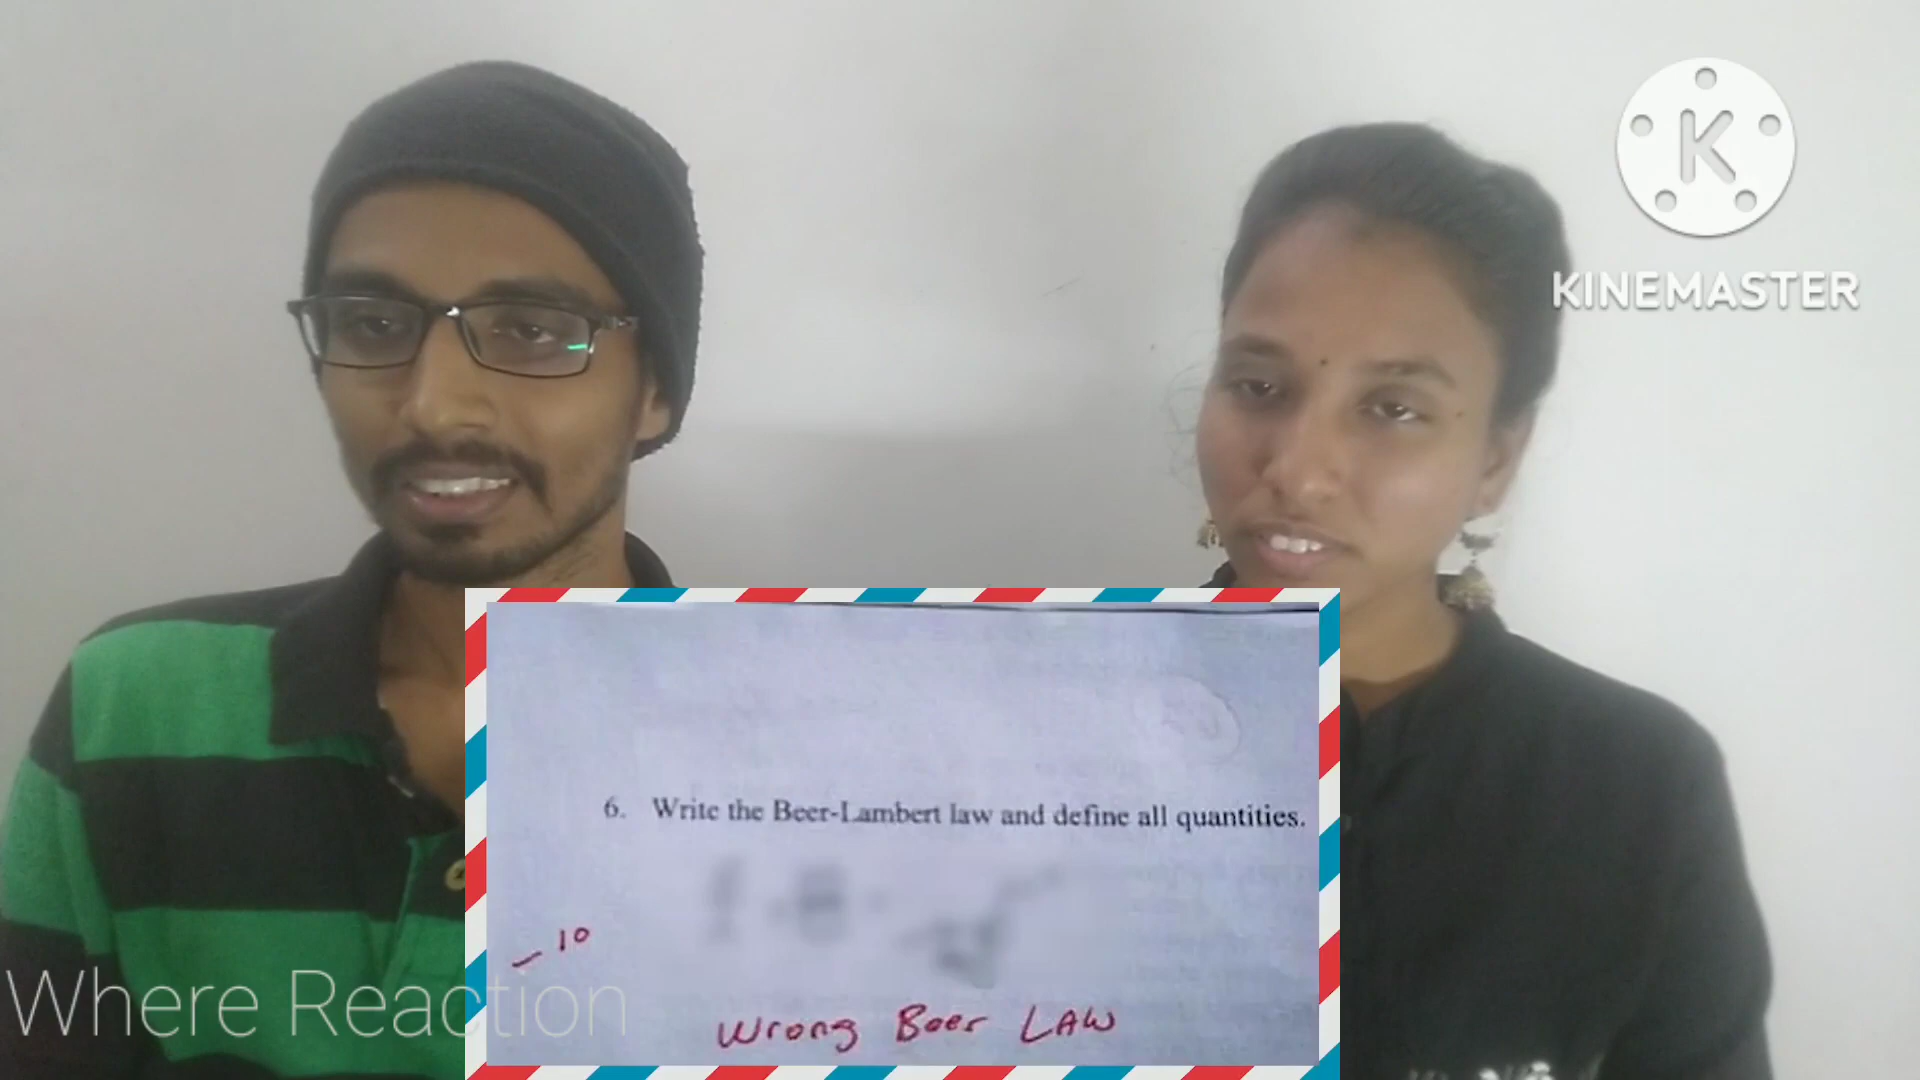 KINEMASTER
6. Write the Beer-Lambert law and define all quantities.
- 10
Wrong Beer LAW
Where Reaction